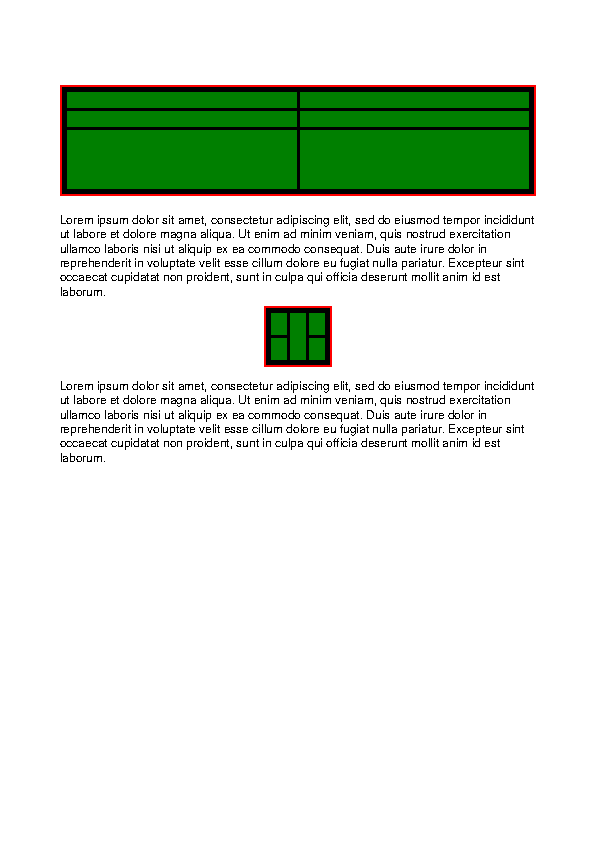 Lorem ipsum dolor sit amet, consectetur adipiscing elit, sed do eiusmod tempor incididunt
ut labore et dolore magna aliqua. Ut enim ad minim veniam, quis nostrud exercitation
ullamco laboris nisi ut aliquip ex ea commodo consequat. Duis aute irure dolor in
reprehenderit in voluptate velit esse cillum dolore eu fugiat nulla pariatur. Excepteur sint
occaecat cupidatat non proident, sunt in culpa qui officia deserunt mollit anim id est
laborum.
Lorem ipsum dolor sit amet, consectetur adipiscing elit, sed do eiusmod tempor incididunt
ut labore et dolore magna aliqua. Ut enim ad minim veniam, quis nostrud exercitation
ullamco laboris nisi ut aliquip ex ea commodo consequat. Duis aute irure dolor in
reprehenderit in voluptate velit esse cillum dolore eu fugiat nulla pariatur. Excepteur sint
occaecat cupidatat non proident, sunt in culpa qui officia deserunt mollit anim id est
laborum.